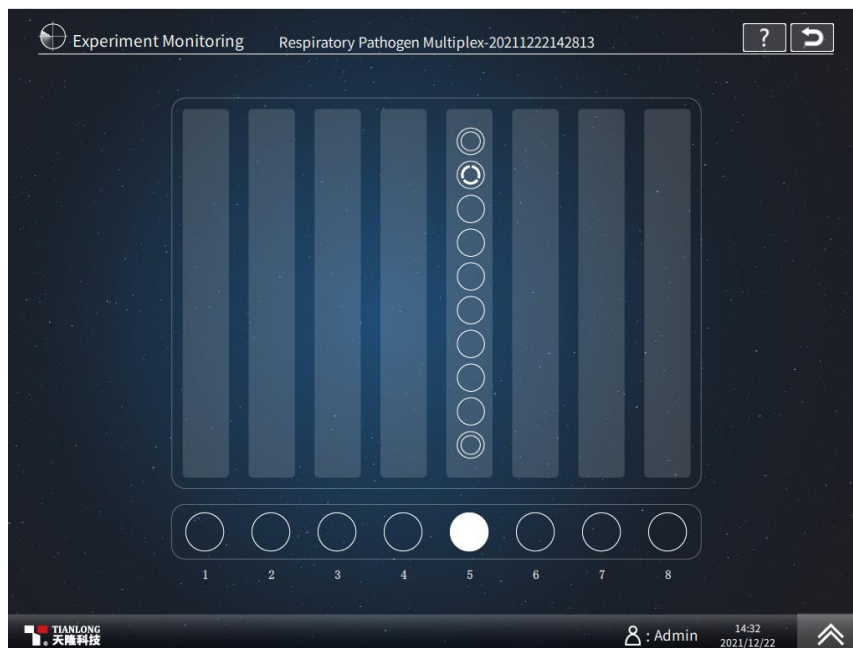 Experiment Monitoring Respiratory Pathogen Multiplex-20211222142813 ?
1 2 3 4 5 6 7 8
TIANLONG
天隆科技
: Admin
14:32
2021/12/22